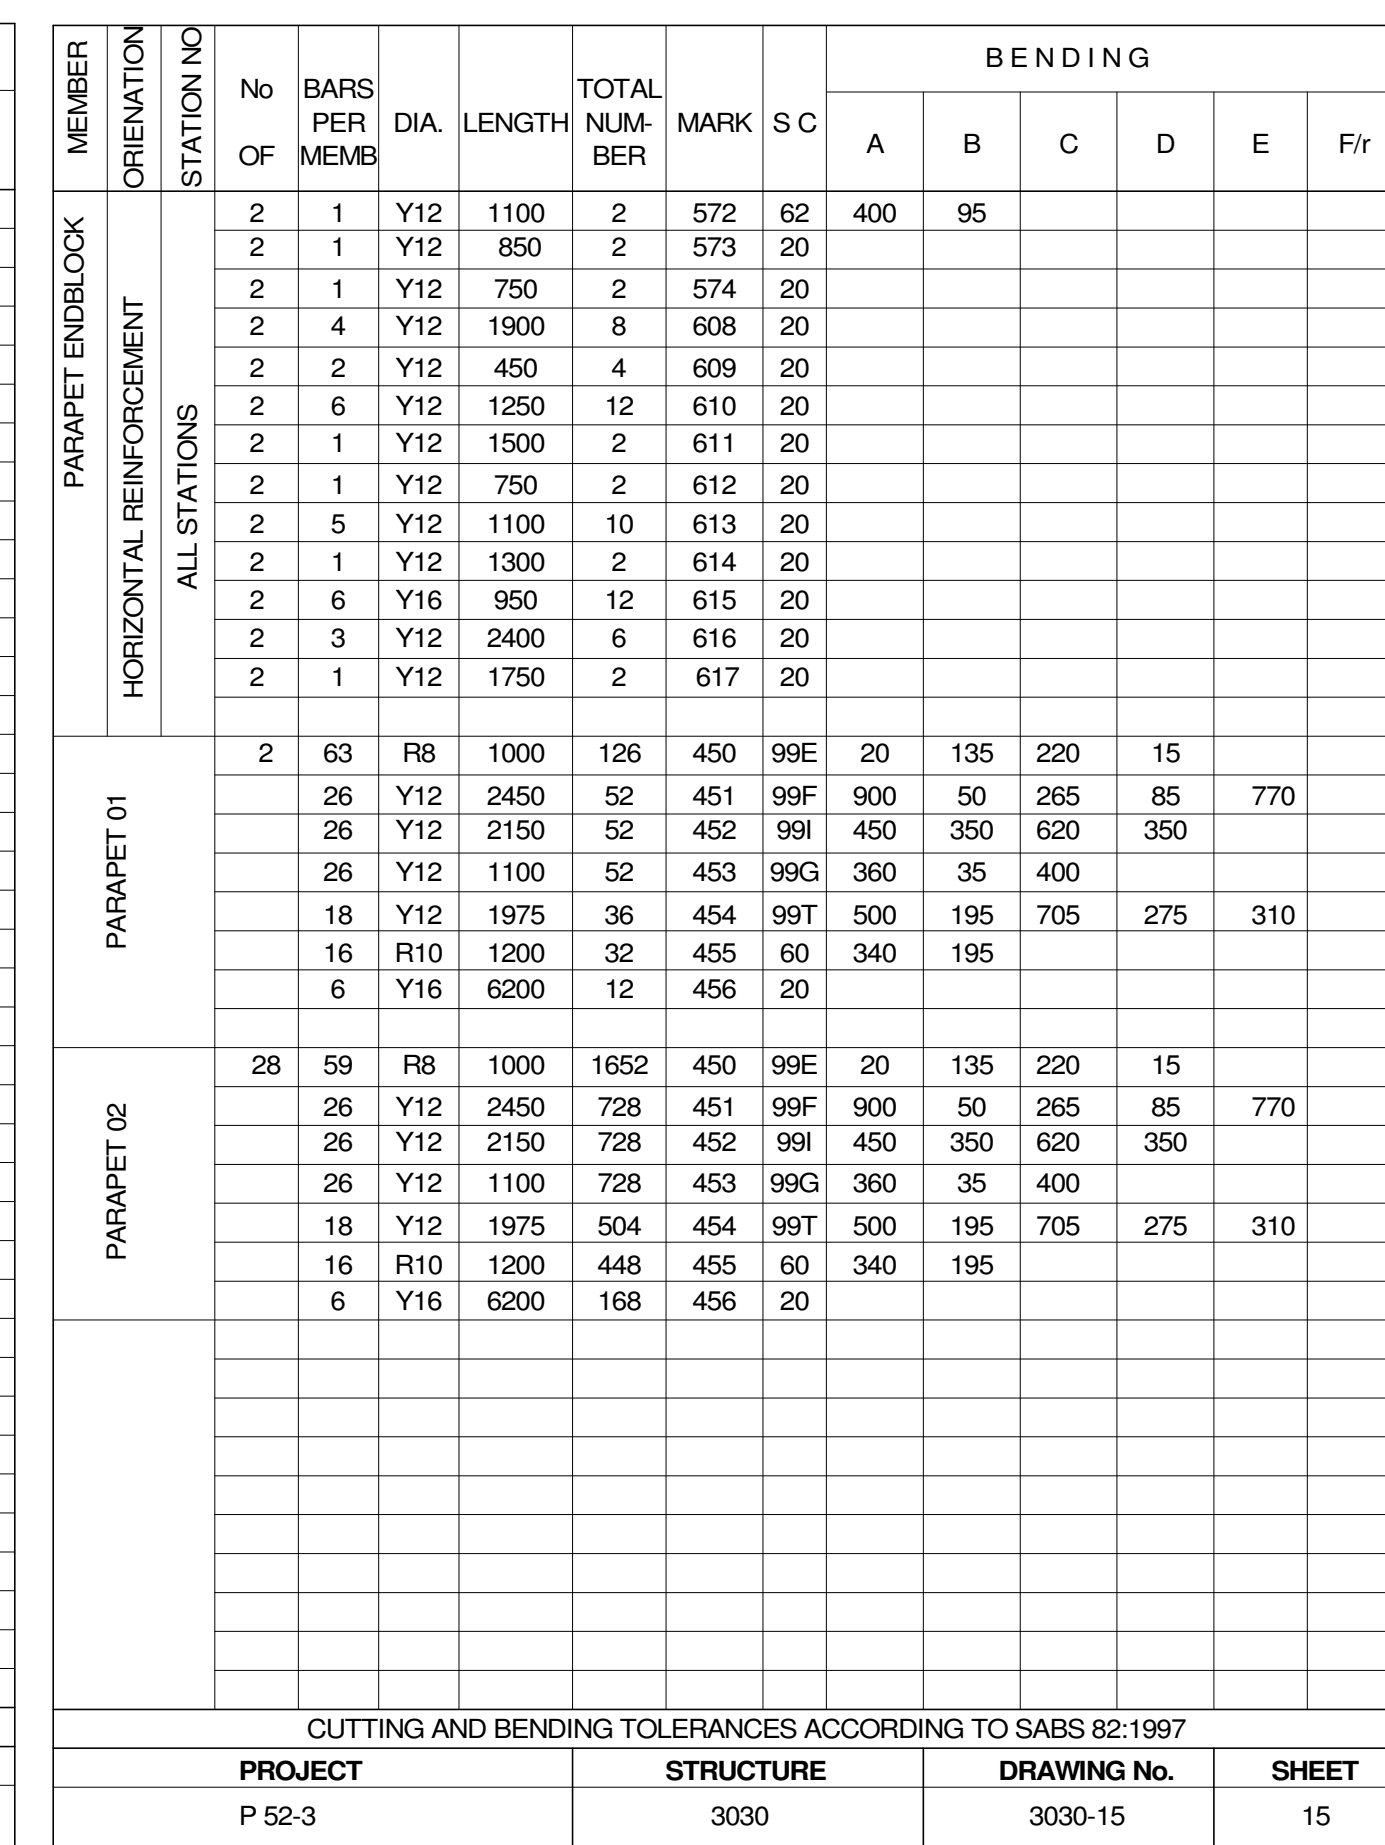 MEMBER ORIENATION STATION NO No OF BARS PER MEMB DIA. LENGTH TOTAL NUM- BER MARK S C BENDING
A B C D E F/r
PARAPET ENDBLOCK
HORIZONTAL REINFORCEMENT
ALL STATIONS
2 1 Y12 1100 2 572 62 400 95
2 1 Y12 850 2 573 20
2 1 Y12 750 2 574 20
2 4 Y12 1900 8 608 20
2 2 Y12 450 4 609 20
2 6 Y12 1250 12 610 20
2 1 Y12 1500 2 611 20
2 1 Y12 750 2 612 20
2 5 Y12 1100 10 613 20
2 1 Y12 1300 2 614 20
2 6 Y16 950 12 615 20
2 3 Y12 2400 6 616 20
2 1 Y12 1750 2 617 20
PARAPET 01
2 63 R8 1000 126 450 99E 20 135 220 15
26 Y12 2450 52 451 99F 900 50 265 85 770
26 Y12 2150 52 452 99I 450 350 620 350
26 Y12 1100 52 453 99G 360 35 400
18 Y12 1975 36 454 99T 500 195 705 275 310
16 R10 1200 32 455 60 340 195
6 Y16 6200 12 456 20
PARAPET 02
28 59 R8 1000 1652 450 99E 20 135 220 15
26 Y12 2450 728 451 99F 900 50 265 85 770
26 Y12 2150 728 452 99I 450 350 620 350
26 Y12 1100 728 453 99G 360 35 400
18 Y12 1975 504 454 99T 500 195 705 275 310
16 R10 1200 448 455 60 340 195
6 Y16 6200 168 456 20
CUTTING AND BENDING TOLERANCES ACCORDING TO SABS 82:1997
PROJECT STRUCTURE DRAWING No. SHEET
P 52-3 3030 3030-15 15